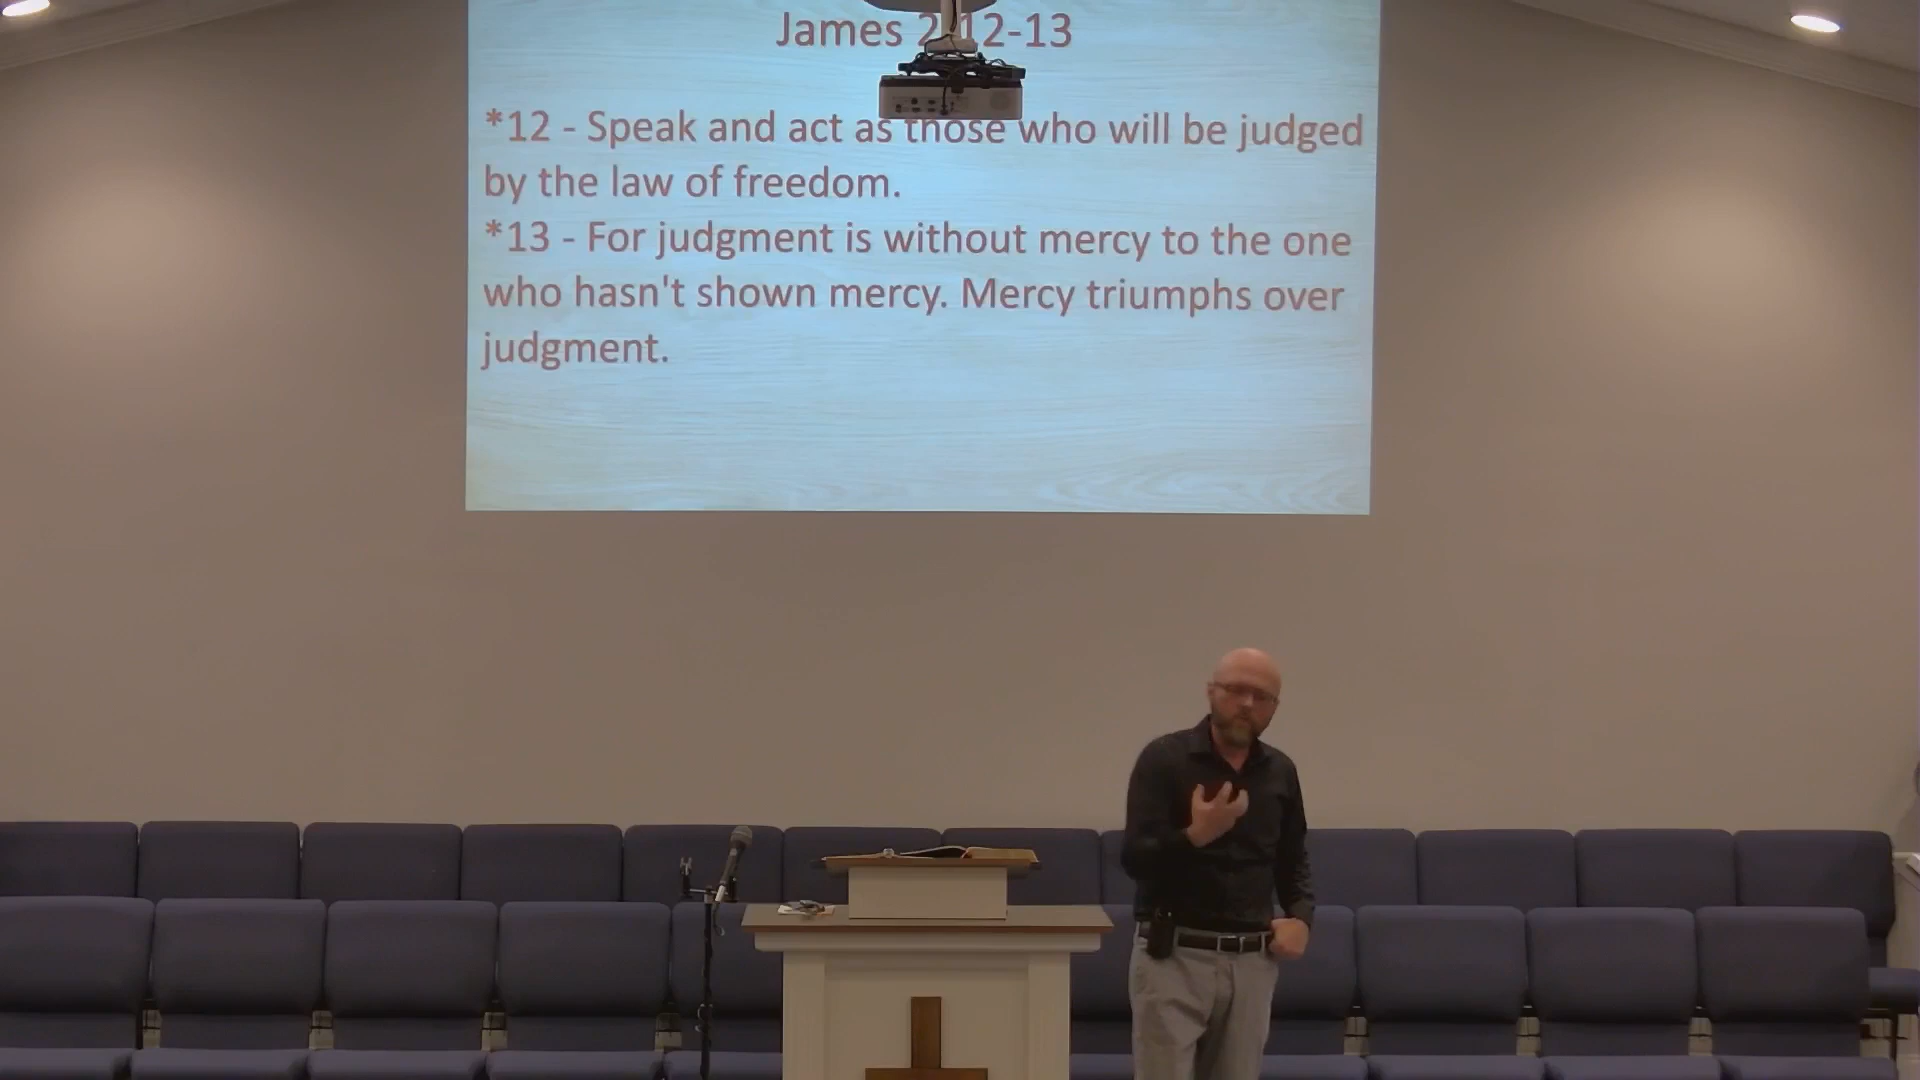 James 2:12-13
*12 - Speak and act as those who will be judged
by the law of freedom.
*13 - For judgment is without mercy to the one
who hasn't shown mercy. Mercy triumphs over
judgment.